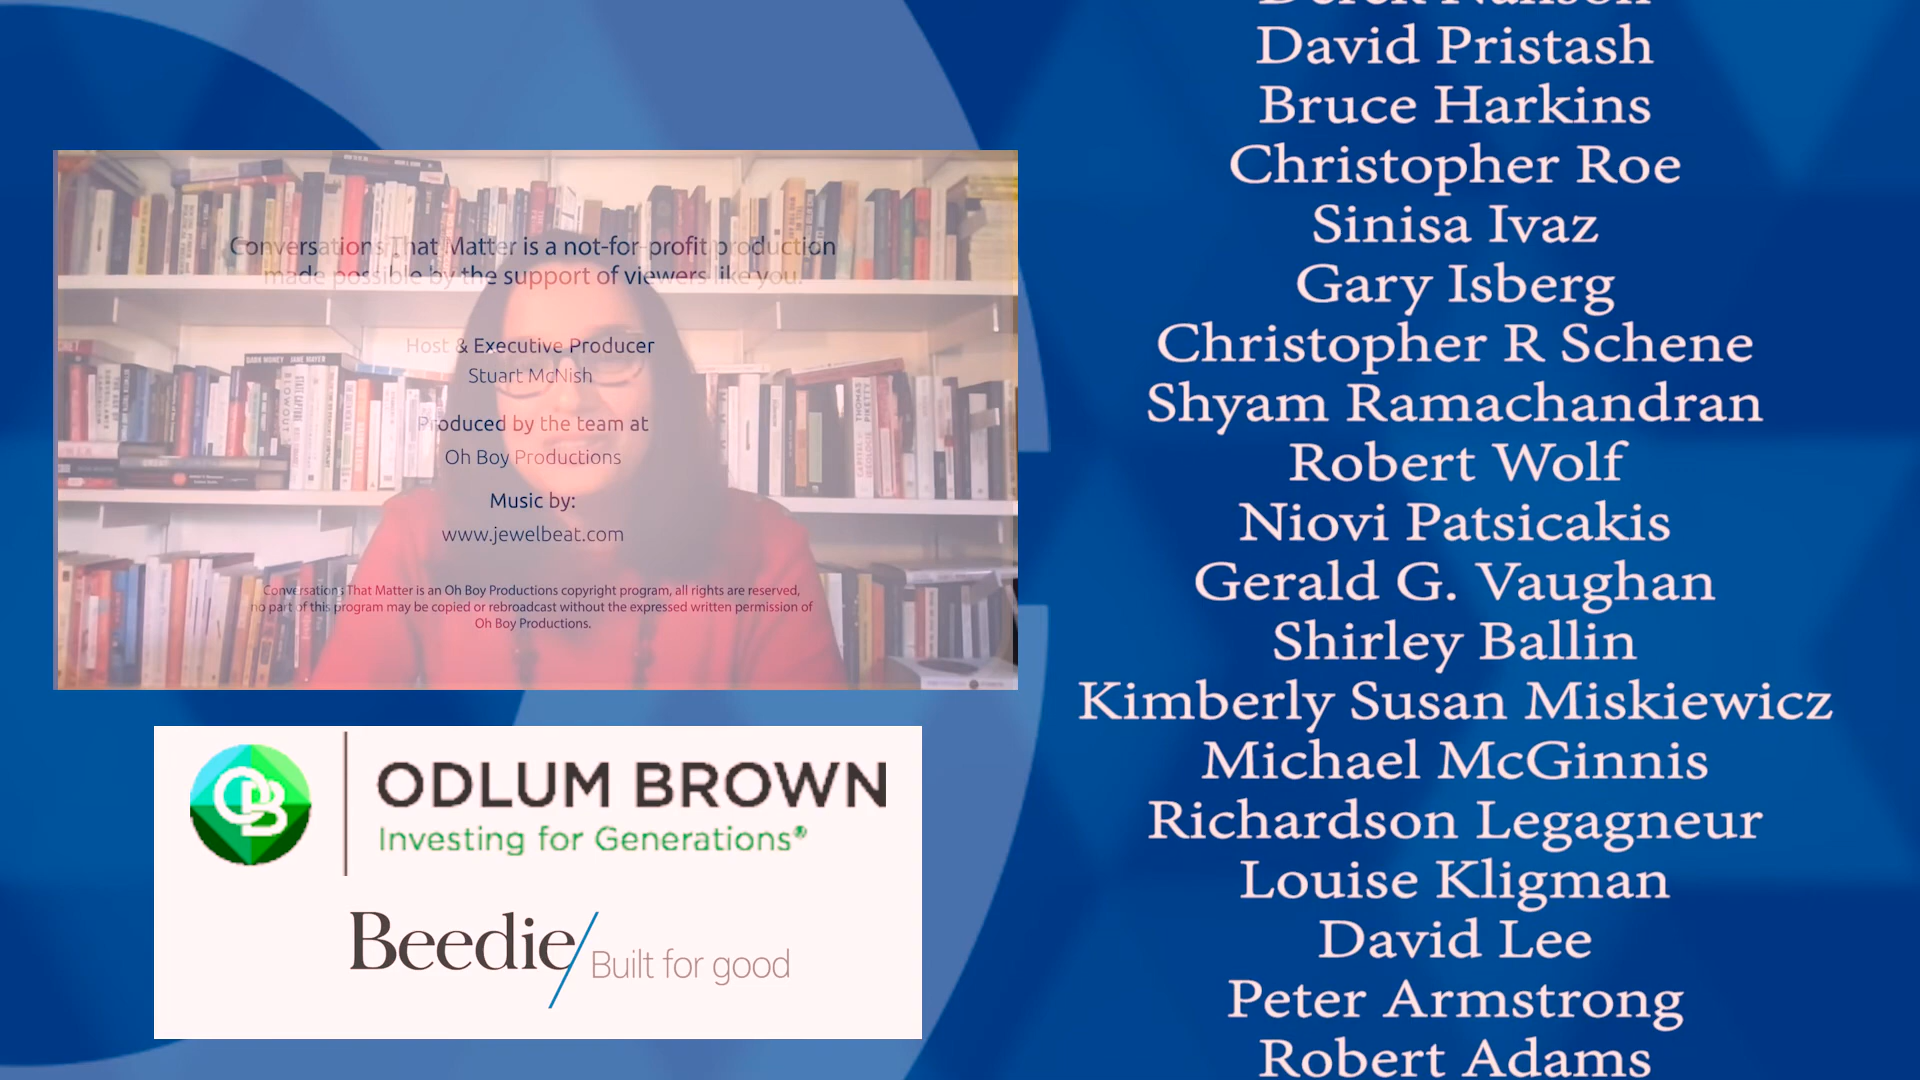 Conversations That Matter is a not-for-profit production
made possible by the support of viewers like you.
Host & Executive Producer
Stuart McNish
Produced by the team at
Oh Boy Productions
Music by:
www.jewelbeat.com
Conversations That Matter is an Oh Boy Productions copyright program, all rights are reserved,
no part of this program may be copied or rebroadcast without the expressed written permission of
Oh Boy Productions.
DARK MONEY JANE MAYER
BLOWOUT
OB
ODLUM BROWN
Investing for Generations®
Beedie/Built for good
David Pristash
Bruce Harkins
Christopher Roe
Sinisa Ivaz
Gary Isberg
Christopher R Schene
Shyam Ramachandran
Robert Wolf
Niovi Patsicakis
Gerald G. Vaughan
Shirley Ballin
Kimberly Susan Miskiewicz
Michael McGinnis
Richardson Legagneur
Louise Kligman
David Lee
Peter Armstrong
Robert Adams